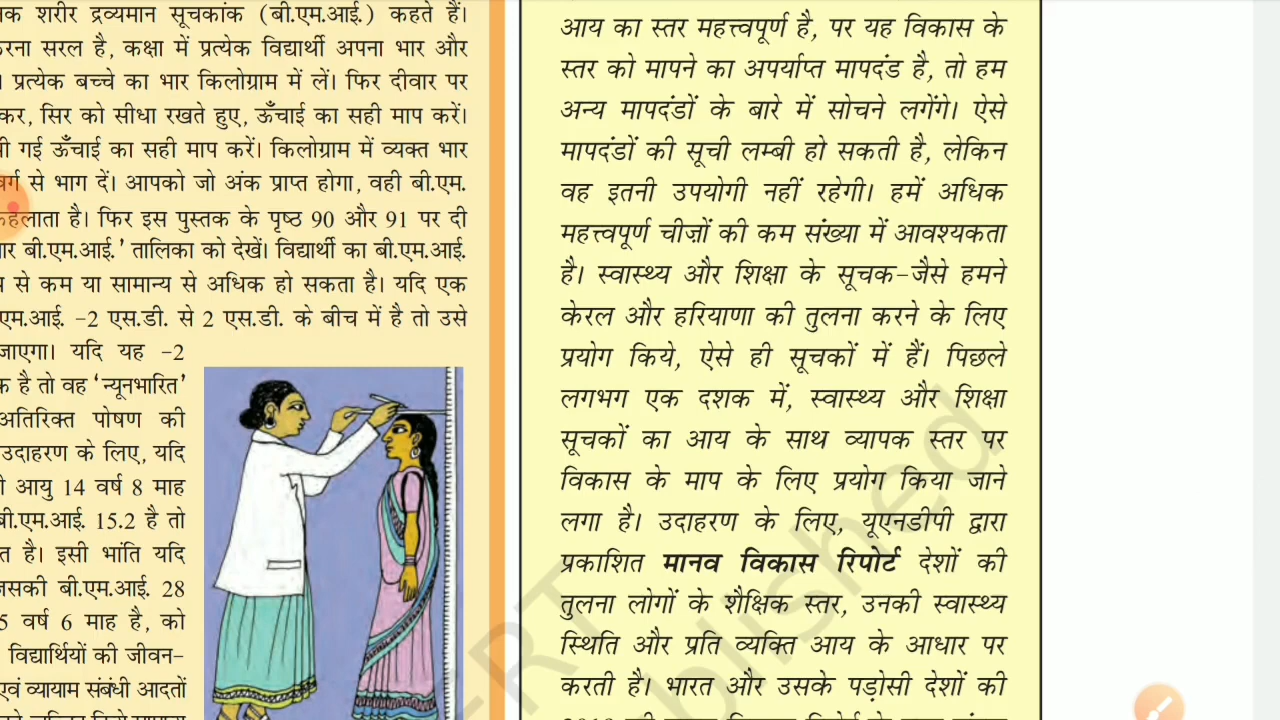 नक शरीर द्रव्यमान सूचकांक (बी.एम.आई.) कहते हैं।
करना सरल है, कक्षा में प्रत्येक विद्यार्थी अपना भार और
प्रत्येक बच्चे का भार किलोग्राम में लें। फिर दीवार पर
कर, सिर को सीधा रखते हुए, ऊँचाई का सही माप करें।
गई ऊँचाई का सही माप करें। किलोग्राम में व्यक्त भार
वर्ग से भाग दें। आपको जो अंक प्राप्त होगा, वही बी.एम.
कहलाता है। फिर इस पुस्तक के पृष्ठ 90 और 91 पर दी
बी.एम.आई.' तालिका को देखें। विद्यार्थी का बी.एम.आई.
से कम या सामान्य से अधिक हो सकता है। यदि एक
एम.आई. -2 एस.डी. से 2 एस.डी. के बीच में है तो उसे
जाएगा। यदि यह -2
है तो वह 'न्यूनभारित'
अतिरिक्त पोषण की
उदाहरण के लिए, यदि
आयु 14 वर्ष 8 माह
बी.एम.आई. 15.2 है तो
है। इसी भांति यदि
जिसकी बी.एम.आई. 28
5 वर्ष 6 माह है, को
विद्यार्थियों की जीवन-
एवं व्यायाम संबंधी आदतों
आय का स्तर महत्त्वपूर्ण है, पर यह विकास के
स्तर को मापने का अपर्याप्त मापदंड है, तो हम
अन्य मापदंडों के बारे में सोचने लगेंगे। ऐसे
मापदंडों की सूची लम्बी हो सकती है, लेकिन
वह इतनी उपयोगी नहीं रहेगी। हमें अधिक
महत्त्वपूर्ण चीज़ों की कम संख्या में आवश्यकता
है। स्वास्थ्य और शिक्षा के सूचक-जैसे हमने
केरल और हरियाणा की तुलना करने के लिए
प्रयोग किये, ऐसे ही सूचकों में हैं। पिछले
लगभग एक दशक में, स्वास्थ्य और शिक्षा
सूचकों का आय के साथ व्यापक स्तर पर
विकास के माप के लिए प्रयोग किया जाने
लगा है। उदाहरण के लिए, यूएनडीपी द्वारा
प्रकाशित मानव विकास रिपोर्ट देशों की
तुलना लोगों के शैक्षिक स्तर, उनकी स्वास्थ्य
स्थिति और प्रति व्यक्ति आय के आधार पर
करती है। भारत और उसके पड़ोसी देशों की